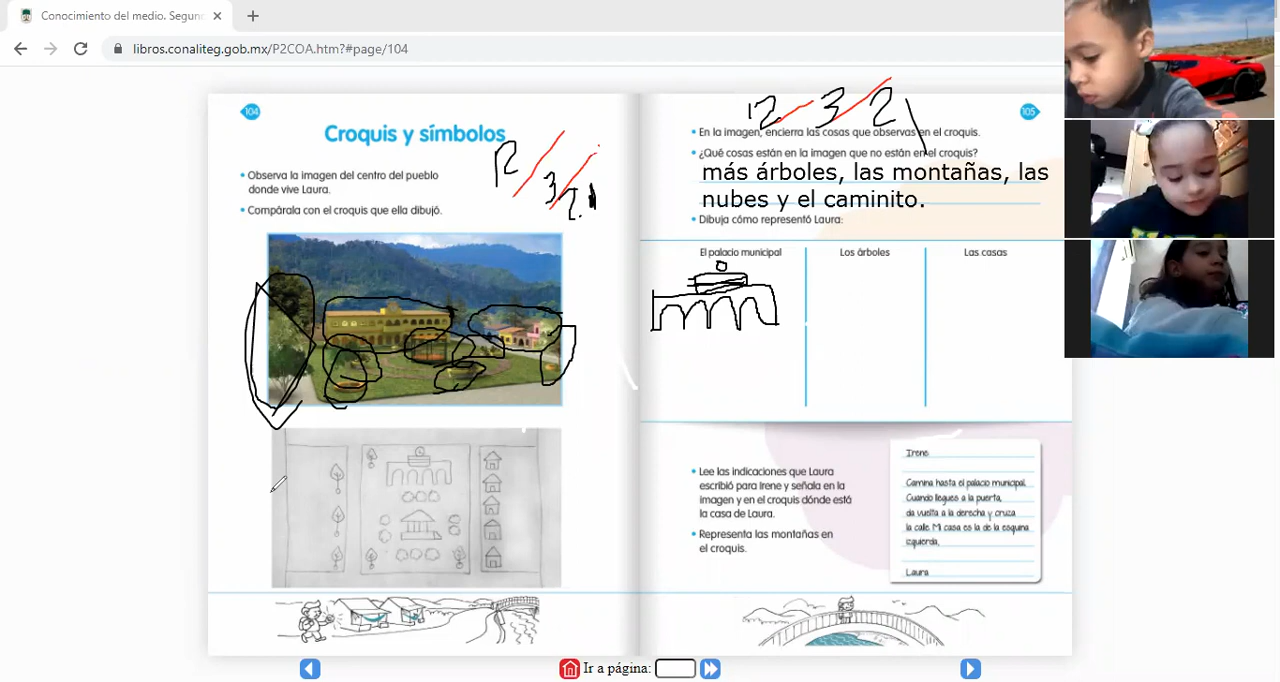 Conocimiento del medio. Segun
libros.conaliteg.gob.mx/P2COA.htm?#page/104
104
Croquis y símbolos
Observa la imagen del centro del pueblo
donde vive Laura.
Compárala con el croquis que ella dibujó.
12
3
2.1
12 3 2
105
En la imagen, encierra las cosas que observas en el croquis.
¿Qué cosas están en la imagen que no están en el croquis?
más árboles, las montañas, las
nubes y el caminito.
Dibuja cómo representó Laura:
El palacio municipal Los árboles Las casas
Lee las indicaciones que Laura
escribió para Irene y señala en la
imagen y en el croquis dónde está
la casa de Laura.
Representa las montañas en
el croquis.
Irene
Camina hasta el palacio municipal.
Cuando llegues a la puerta,
da vuelta a la derecha y cruza
la calle. Mi casa es la de la esquina
izquierda.
Laura
Ir a página: